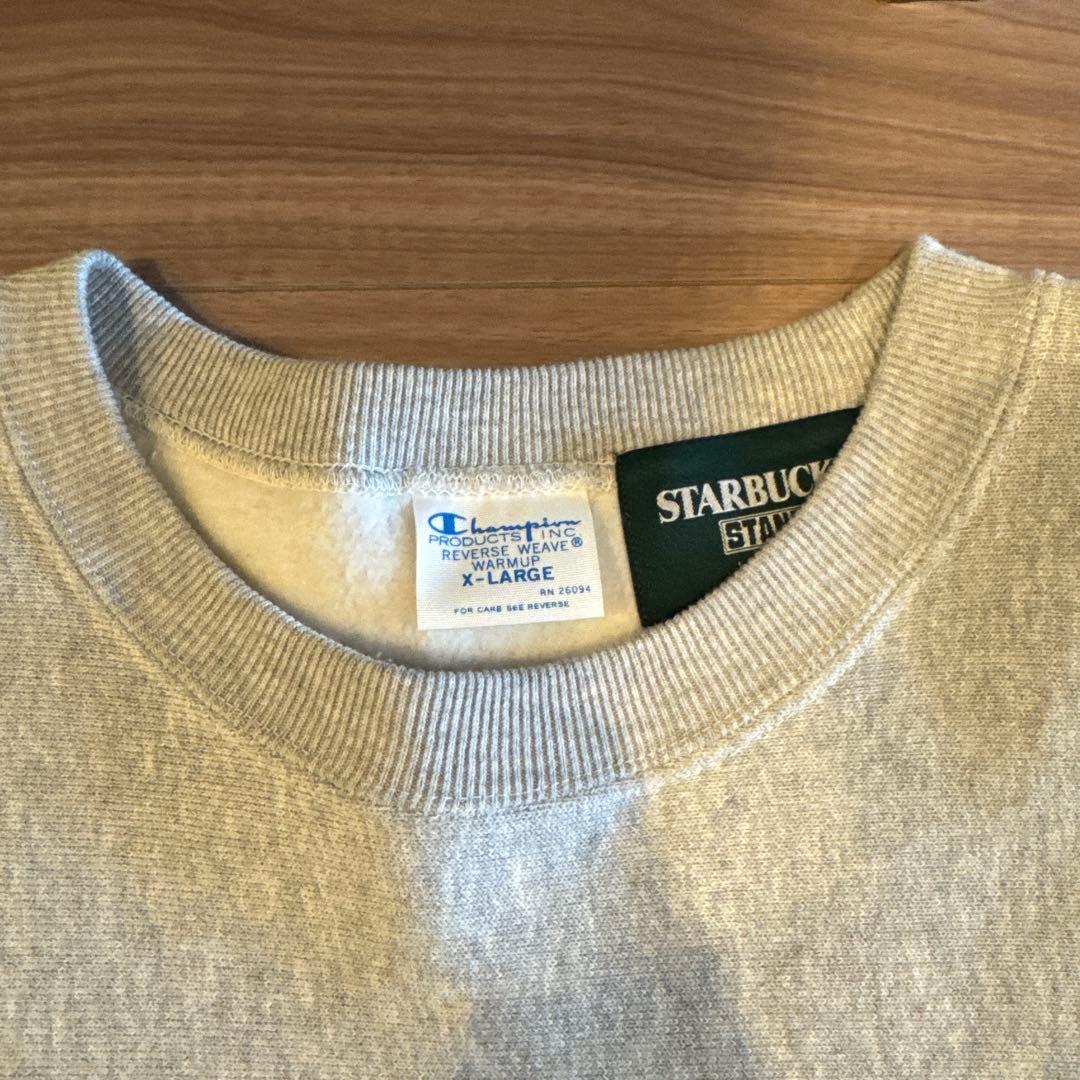 Champion
PRODUCTS INC
REVERSE WEAVE®
WARMUP
X-LARGE
RN 26094
FOR CARE SEE REVERSE
STARBUCK
STAN